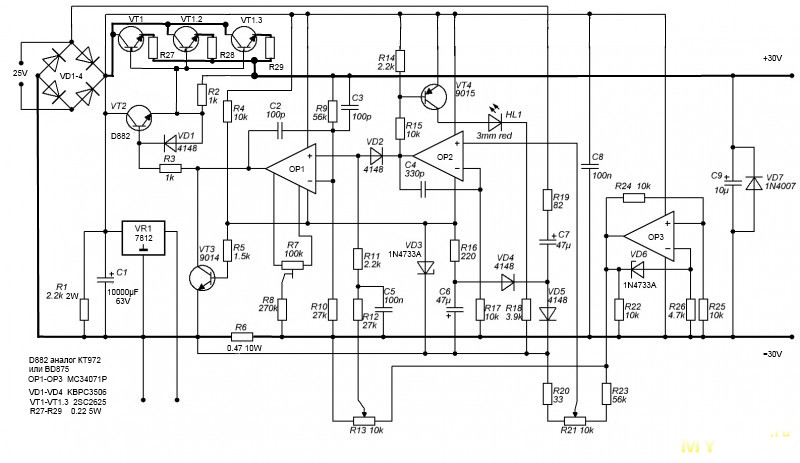 VT1
VT1.2
VT1.3
R27
R28
R29
25V
VD1-4
+30V
R14
2.2k
VT4
9015
R2
1k
VT2
D882
R4
10k
C2
100p
R9
56k
C3
100p
HL1
3mm red
R15
10k
VD1
4148
VD2
4148
OP1
OP2
C4
330p
C8
100n
R3
1k
R24 10k
C9
10µ
VD7
1N4007
R19
82
VR1
7812
VT3
9014
R5
1.5k
R7
100k
R11
2.2k
VD3
1N4733A
R16
220
C7
47µ
OP3
VD6
1N4733A
VD4
4148
C1
10000µF
63V
R1
2.2k 2W
R8
270k
R10
27k
C5
100n
R12
27k
C6
47µ
R17
10k
R18
3.9k
VD5
4148
R22
10k
R26
4.7k
R25
10k
R6
0.47 10W
=30V
D882 аналог KT972
или BD875
OP1-OP3 MC34071P
VD1-VD4 KBPC3506
VT1-VT1.3 2SC2625
R27-R29 0.22 5W
R20
33
R23
56k
R13 10k
R21 10k
MY
.ru